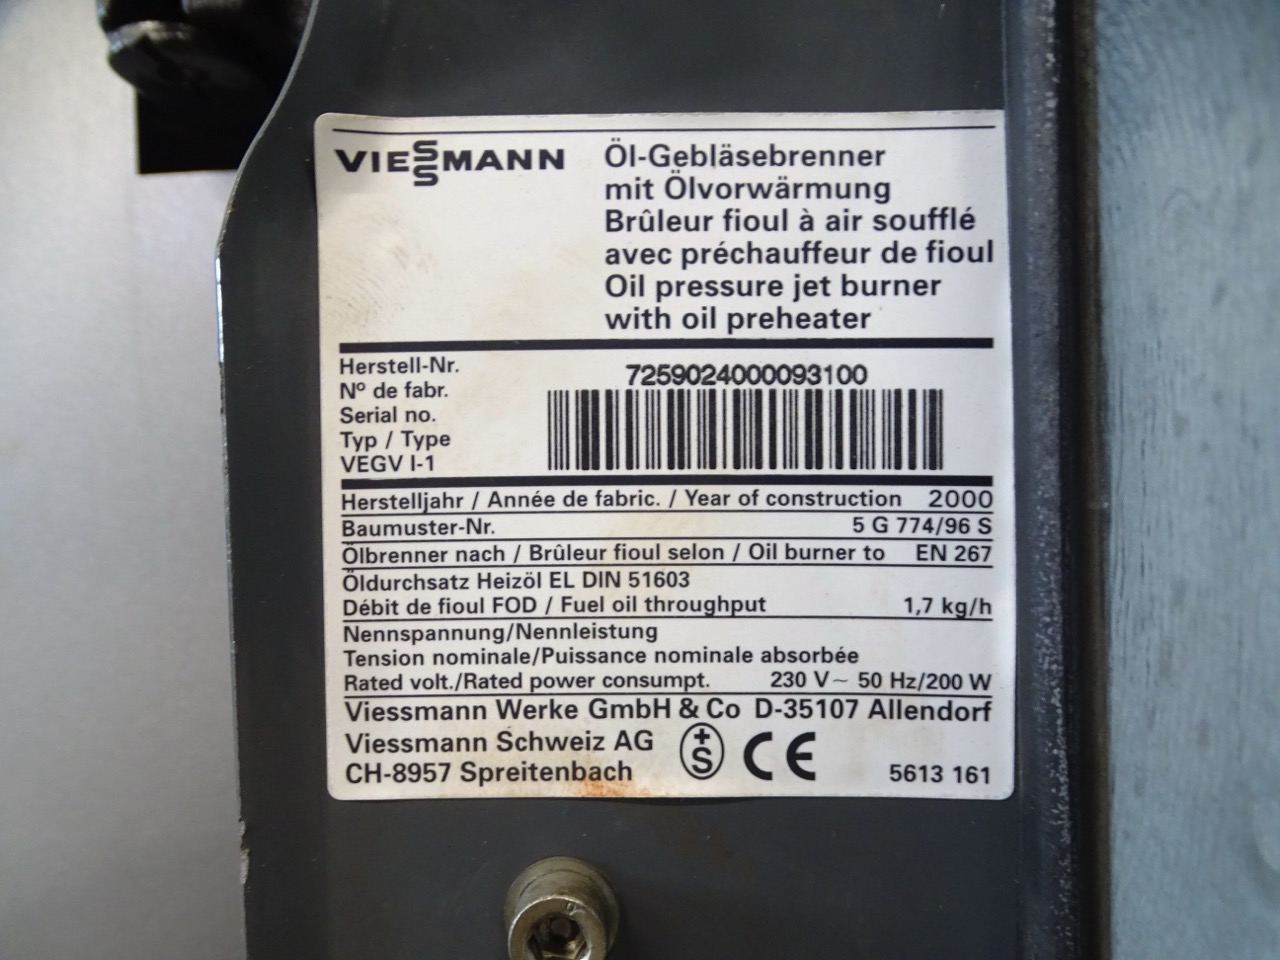 VIESSMANN
Öl-Gebläsebrenner
mit Ölvorwärmung
Brûleur fioul à air soufflé
avec préchauffeur de fioul
Oil pressure jet burner
with oil preheater
Herstell-Nr.
Nº de fabr.
Serial no.
Typ / Type
VEGV I-1
7259024000093100
Herstelljahr / Année de fabric. / Year of construction 2000
Baumuster-Nr. 5 G 774/96 S
Ölbrenner nach / Brûleur fioul selon / Oil burner to EN 267
Öldurchsatz Heizöl EL DIN 51603
Débit de fioul FOD / Fuel oil throughput 1,7 kg/h
Nennspannung/Nennleistung
Tension nominale/Puissance nominale absorbée
Rated volt./Rated power consumpt. 230 V~ 50 Hz/200 W
Viessmann Werke GmbH & Co D-35107 Allendorf
Viessmann Schweiz AG +S CE
CH-8957 Spreitenbach 5613 161